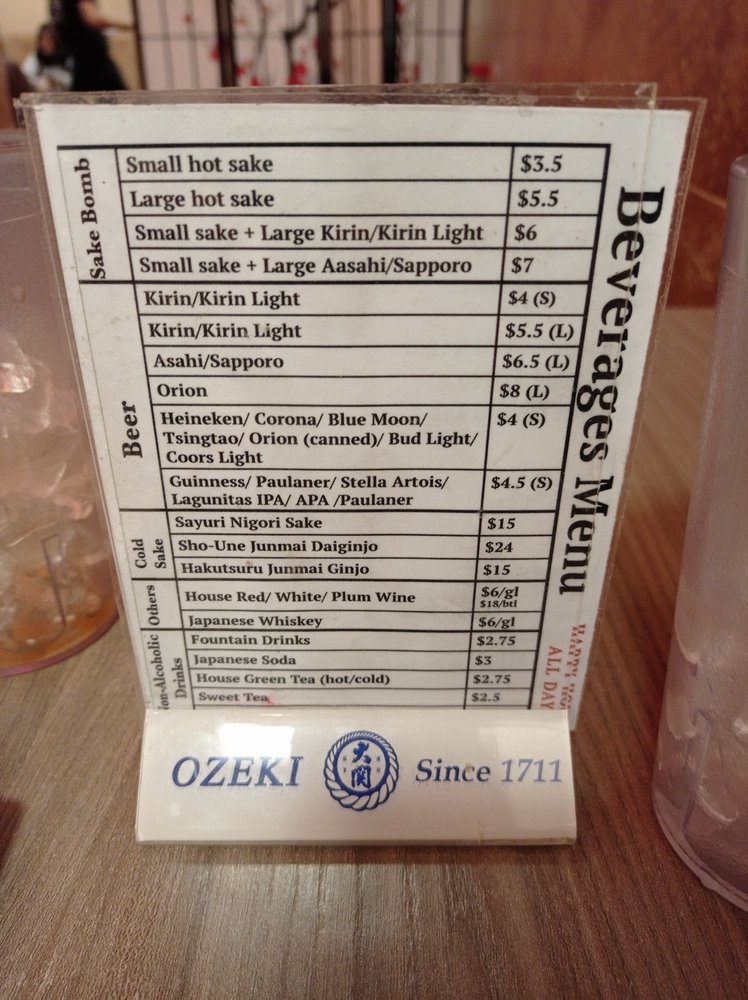 Beverages Menu
Sake Bomb
Small hot sake $3.5
Large hot sake $5.5
Small sake + Large Kirin/Kirin Light $6
Small sake + Large Aasahi/Sapporo $7
Beer
Kirin/Kirin Light $4 (S)
Kirin/Kirin Light $5.5 (L)
Asahi/Sapporo $6.5 (L)
Orion $8 (L)
Heineken/ Corona/ Blue Moon/ $4 (S)
Tsingtao/ Orion (canned)/ Bud Light/
Coors Light
Guinness/ Paulaner/ Stella Artois/ $4.5 (S)
Lagunitas IPA/ APA /Paulaner
Cold
Sake
Sayuri Nigori Sake $15
Sho-Une Junmai Daiginjo $24
Hakutsuru Junmai Ginjo $15
Others
House Red/ White/ Plum Wine $6/gl
$18/btl
Japanese Whiskey $6/gl
Non-Alcoholic
Drinks
Fountain Drinks $2.75
Japanese Soda $3
House Green Tea (hot/cold) $2.75
Sweet Tea $2.5
ALL DAY
OZEKI 大関 Since 1711